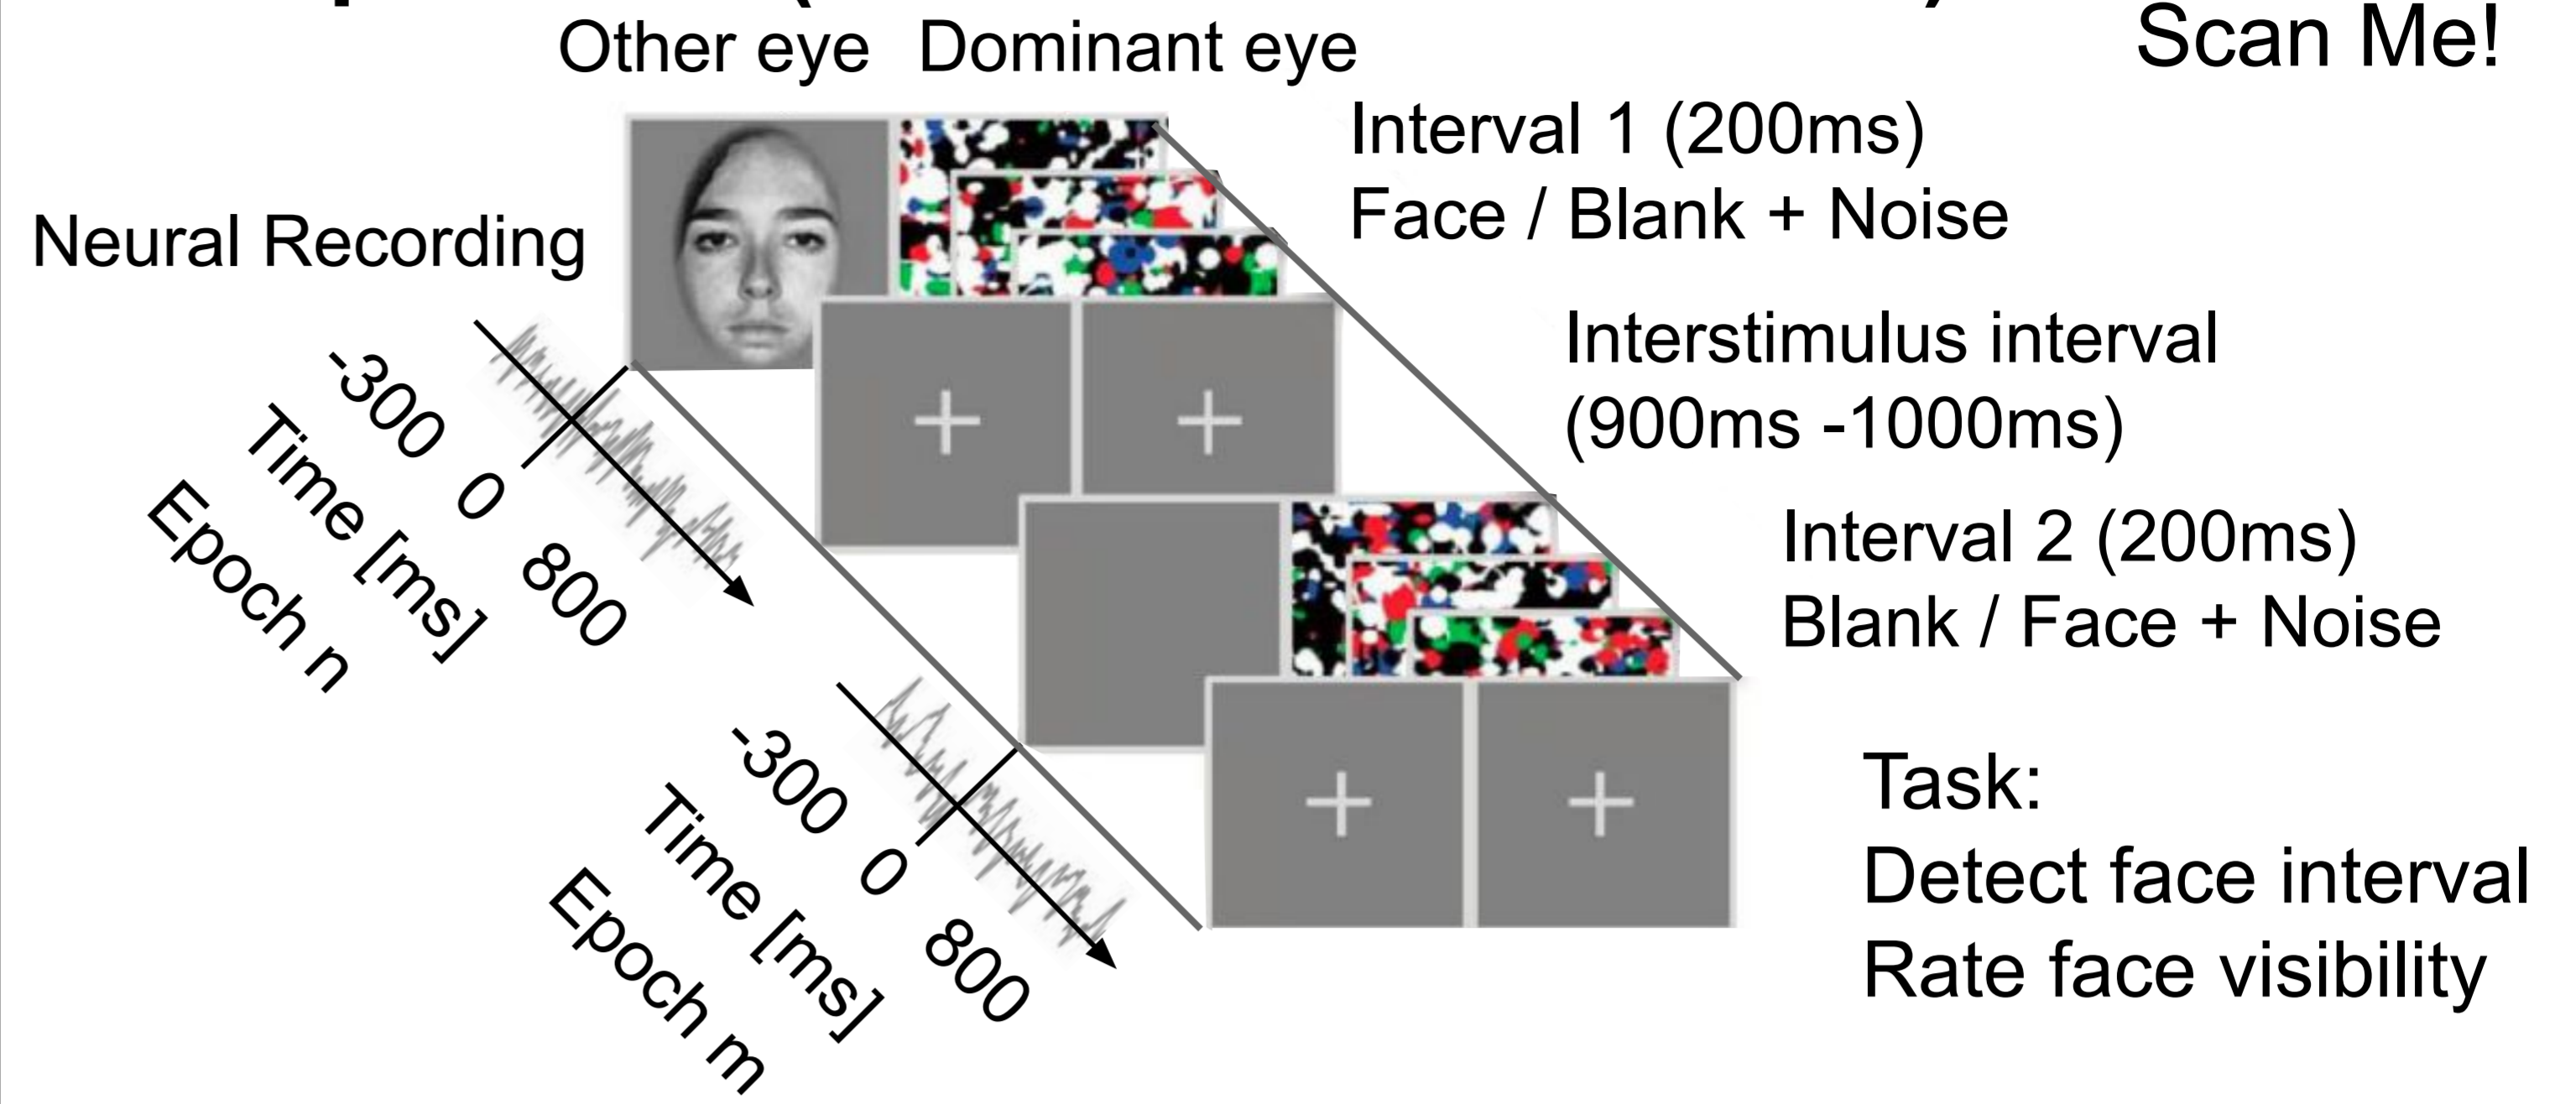 Other eye Dominant eye
Scan Me!
Interval 1 (200ms)
Face / Blank + Noise
Neural Recording
Interstimulus interval
(900ms -1000ms)
-300 0 800
Time [ms]
Epoch n
Interval 2 (200ms)
Blank / Face + Noise
-300 0 800
Time [ms]
Epoch m
Task:
Detect face interval
Rate face visibility